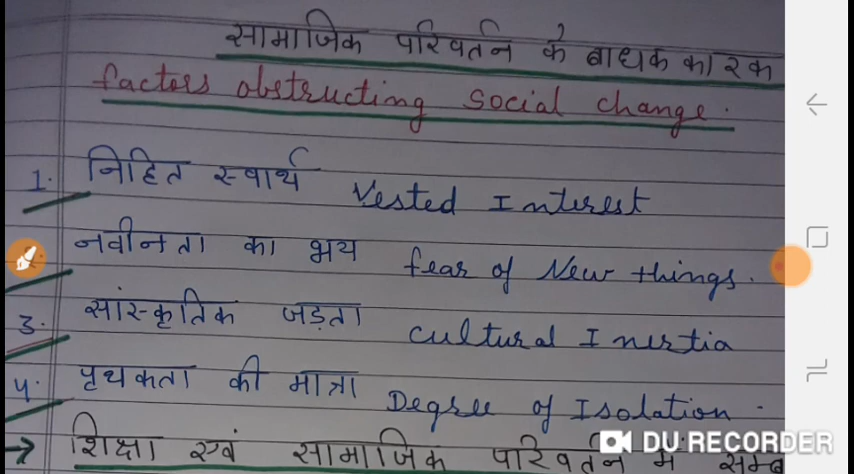 सामाजिक परिवर्तन के बाधक कारक
factors obstructing social change.
1. निहित स्वार्थ Vested Interest
नवीनता का भय fear of New things.
3. सांस्कृतिक जड़ता Cultural Inertia
4. पृथकता की मात्रा Degree of Isolation.
→ शिक्षा एवं सामाजिक परिवर्तन में सम्ब
DU RECORDER